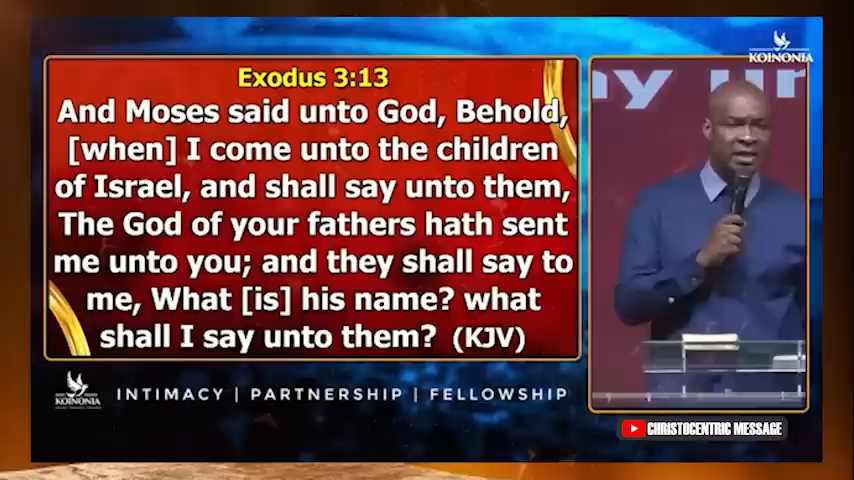 Exodus 3:13
And Moses said unto God, Behold,
[when] I come unto the children
of Israel, and shall say unto them,
The God of your fathers hath sent
me unto you; and they shall say to
me, What [is] his name? what
shall I say unto them? (KJV)
KOINONIA
KOINONIA
INTIMACY | PARTNERSHIP | FELLOWSHIP
CHRISTOCENTRIC MESSAGE